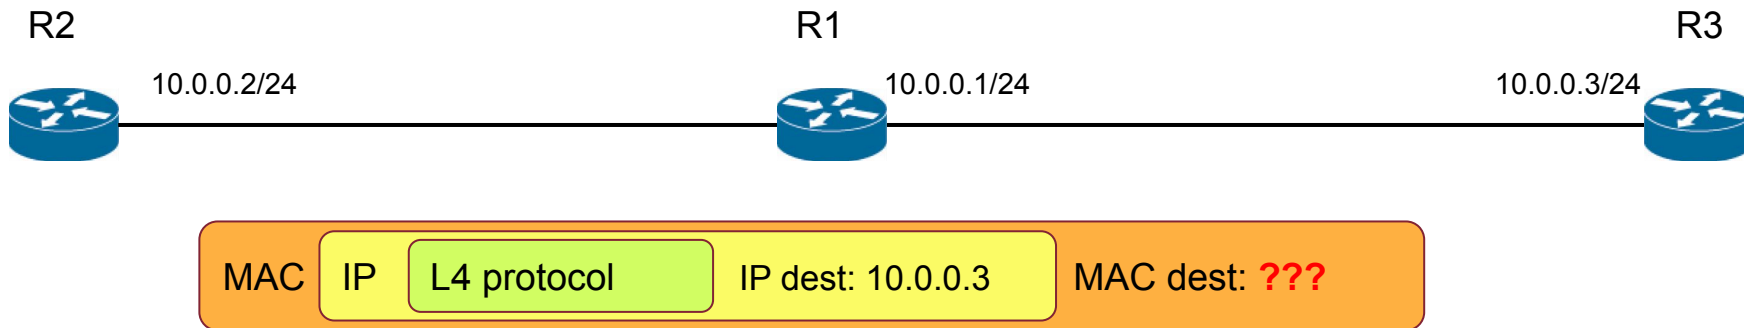 R2
R1
R3
10.0.0.2/24
10.0.0.1/24
10.0.0.3/24
MAC
IP
L4 protocol
IP dest: 10.0.0.3
MAC dest: ???